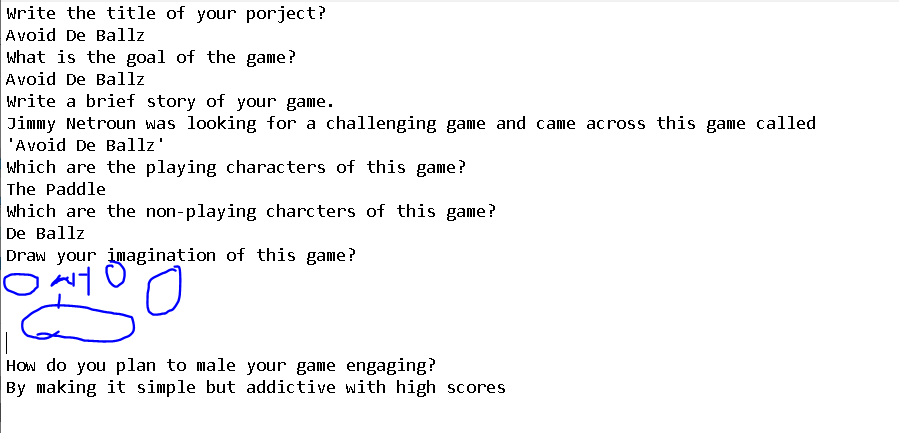 Write the title of your porject?
Avoid De Ballz
What is the goal of the game?
Avoid De Ballz
Write a brief story of your game.
Jimmy Netroun was looking for a challenging game and came across this game called
'Avoid De Ballz'
Which are the playing characters of this game?
The Paddle
Which are the non-playing charcters of this game?
De Ballz
Draw your imagination of this game?
How do you plan to male your game engaging?
By making it simple but addictive with high scores